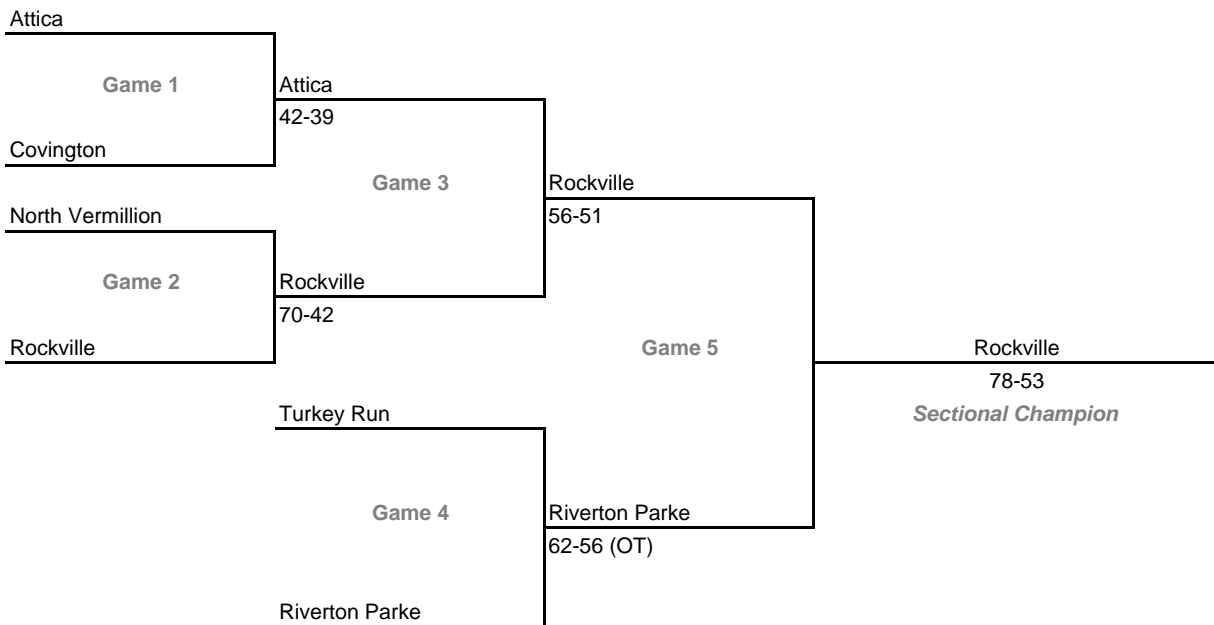 Attica
Game 1
Attica
42-39
Covington
Game 3
Rockville
North Vermillion
56-51
Game 2
Rockville
70-42
Rockville
Game 5
Rockville
78-53
Turkey Run
Sectional Champion
Game 4
Riverton Parke
62-56 (OT)
Riverton Parke